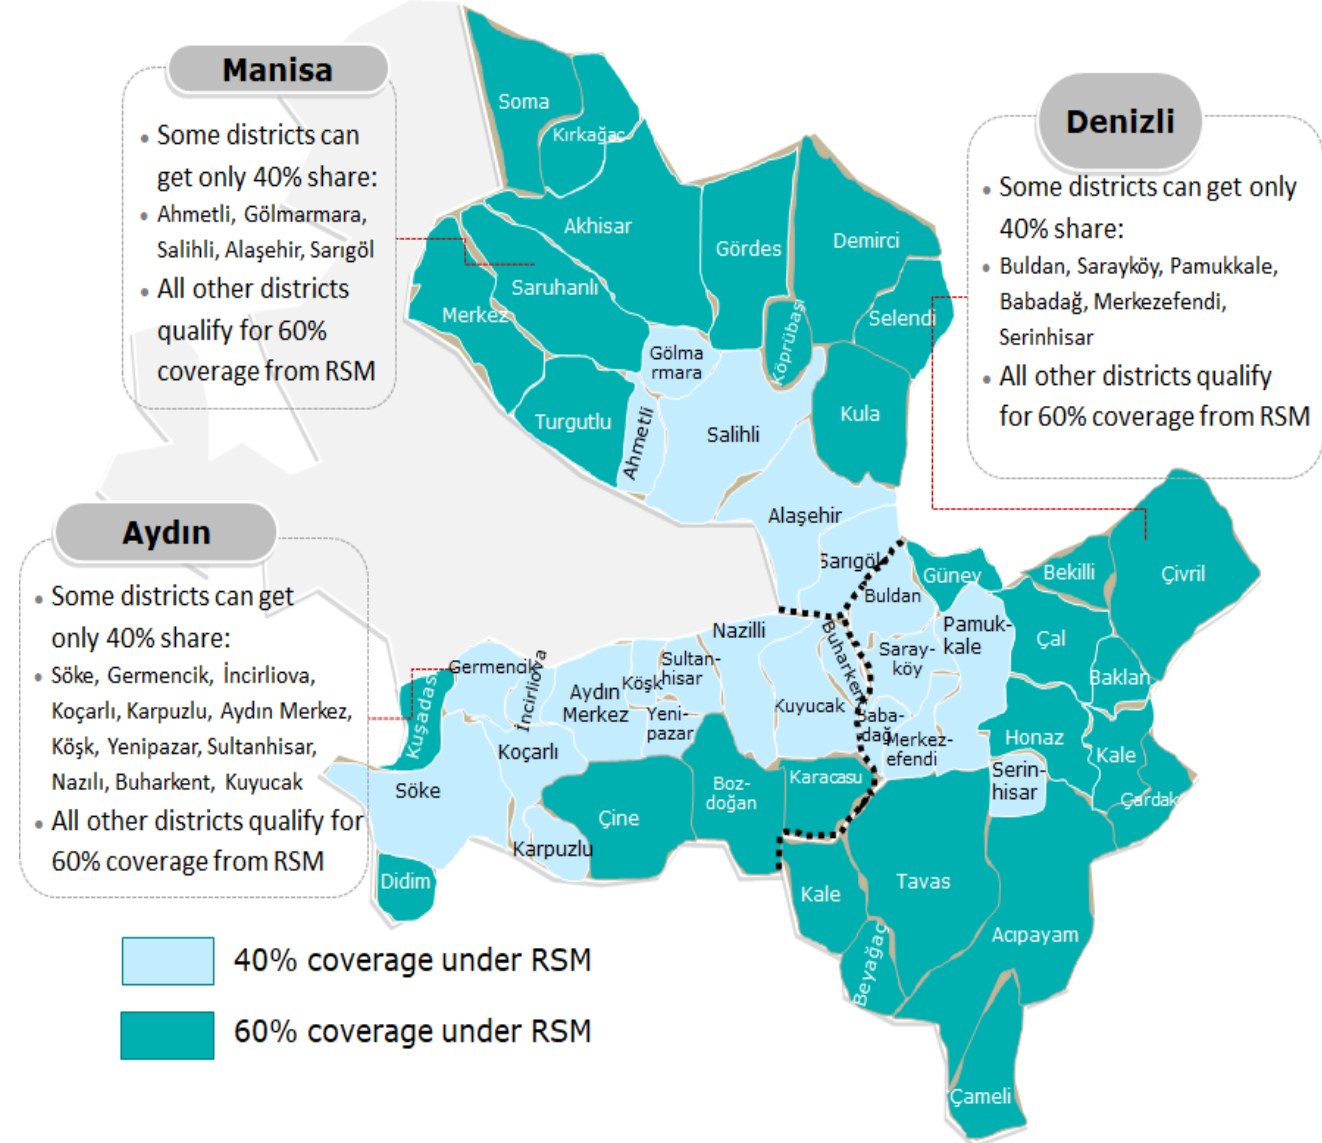 Manisa
• Some districts can
get only 40% share:
• Ahmetli, Gölmarmara,
Salihli, Alaşehir, Sarıgöl
• All other districts
qualify for 60%
coverage from RSM
Denizli
• Some districts can get only
40% share:
• Buldan, Sarayköy, Pamukkale,
Babadağ, Merkezefendi,
Serinhisar
• All other districts qualify
for 60% coverage from RSM
Aydın
• Some districts can get
only 40% share:
• Söke, Germencik, İncirliova,
Koçarlı, Karpuzlu, Aydın Merkez,
Köşk, Yenipazar, Sultanhisar,
Nazılı, Buharkent, Kuyucak
• All other districts qualify for
60% coverage from RSM
Soma
Kırkağaç
Akhisar
Gördes
Demirci
Saruhanlı
Merkez
Selendi
Köprübaşı
Gölma
rmara
Turgutlu
Ahmetli
Salihli
Kula
Alaşehir
Sarıgöl
Buldan
Güney
Bekilli
Çivril
Nazilli
Buharkent
Saray-
köy
Pamuk-
kale
Çal
Baklan
Germencik
İncirliova
Kuşadası
Aydın
Merkez
Köşk
Sultan-
hisar
Yeni-
pazar
Kuyucak
Baba-
dağ
Merkez-
efendi
Honaz
Kale
Serin-
hisar
Çardak
Söke
Koçarlı
Karpuzlu
Çine
Boz-
doğan
Karacasu
Didim
Kale
Tavas
Acıpayam
Beyağaç
Çameli
40% coverage under RSM
60% coverage under RSM